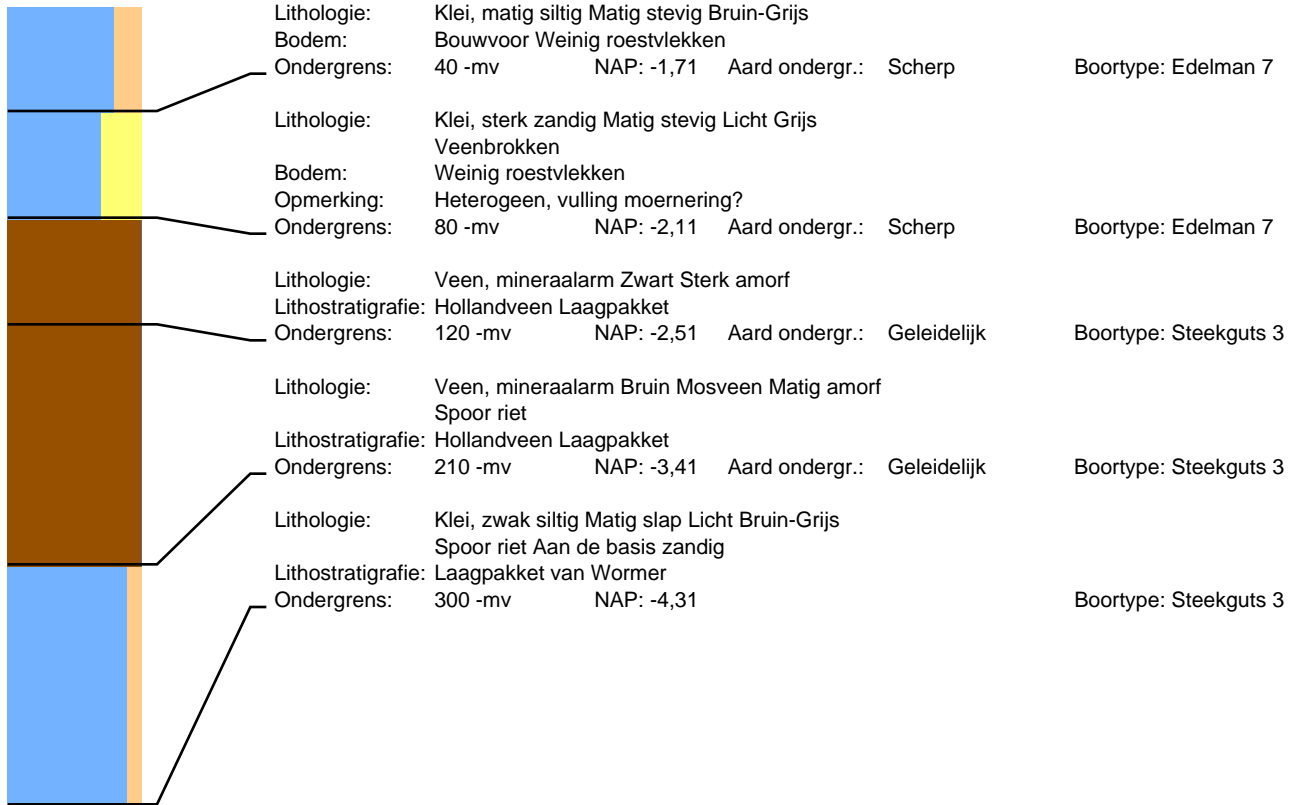 Lithologie: Klei, matig siltig Matig stevig Bruin-Grijs
Bodem: Bouwvoor Weinig roestvlekken
Ondergrens: 40 -mv NAP: -1,71 Aard ondergr.: Scherp Boortype: Edelman 7
Lithologie: Klei, sterk zandig Matig stevig Licht Grijs
Veenbrokken
Bodem: Weinig roestvlekken
Opmerking: Heterogeen, vulling moernering?
Ondergrens: 80 -mv NAP: -2,11 Aard ondergr.: Scherp Boortype: Edelman 7
Lithologie: Veen, mineraalarm Zwart Sterk amorf
Lithostratigrafie: Hollandveen Laagpakket
Ondergrens: 120 -mv NAP: -2,51 Aard ondergr.: Geleidelijk Boortype: Steekguts 3
Lithologie: Veen, mineraalarm Bruin Mosveen Matig amorf
Spoor riet
Lithostratigrafie: Hollandveen Laagpakket
Ondergrens: 210 -mv NAP: -3,41 Aard ondergr.: Geleidelijk Boortype: Steekguts 3
Lithologie: Klei, zwak siltig Matig slap Licht Bruin-Grijs
Spoor riet Aan de basis zandig
Lithostratigrafie: Laagpakket van Wormer
Ondergrens: 300 -mv NAP: -4,31 Boortype: Steekguts 3